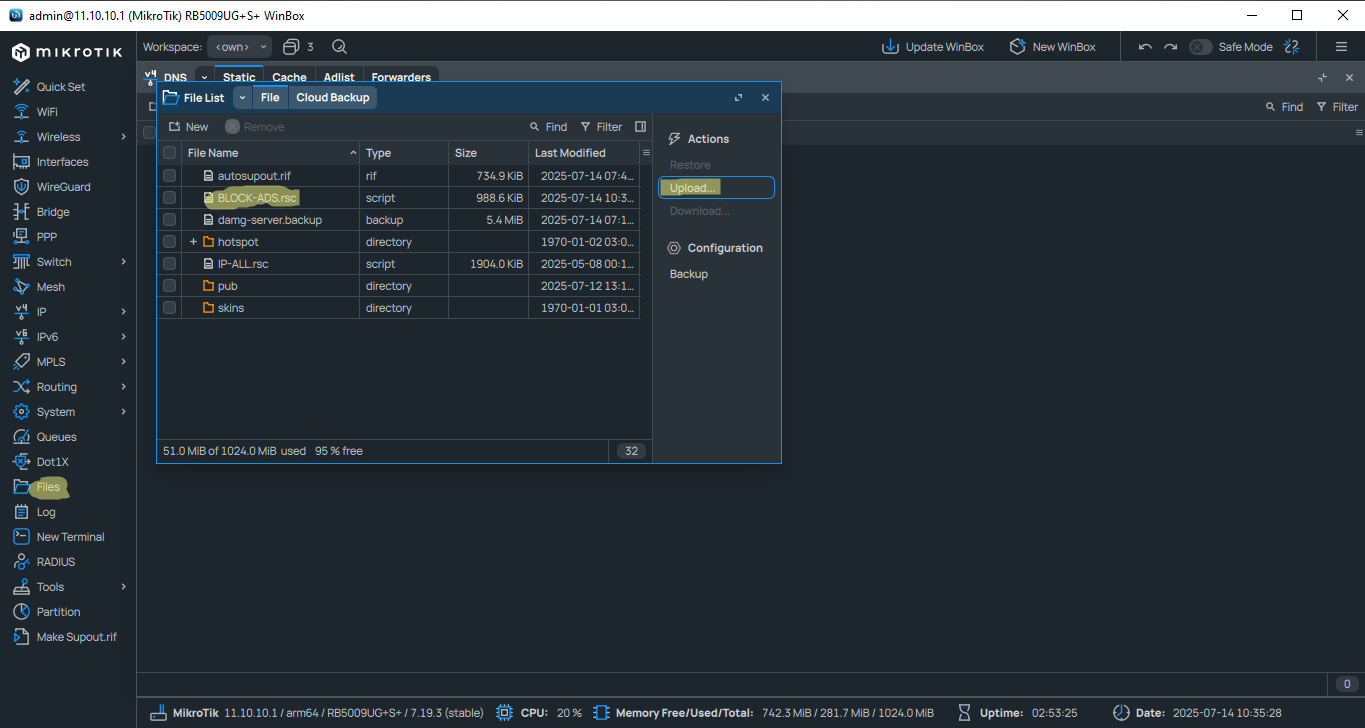 admin@11.10.10.1 (MikroTik) RB5009UG+S+ WinBox
MIKROTIK
Workspace: <own> 3
Update WinBox
New WinBox
Safe Mode
Quick Set
WiFi
Wireless
Interfaces
WireGuard
Bridge
PPP
Switch
Mesh
IP
IPv6
MPLS
Routing
System
Queues
Dot1X
Files
Log
New Terminal
RADIUS
Tools
Partition
Make Supout.rif
DNS Static Cache Adlist Forwarders
Find Filter
File List File Cloud Backup
New Remove Find Filter
File Name Type Size Last Modified
autosupout.rif rif 734.9 KiB 2025-07-14 07:4...
BLOCK-ADS.rsc script 988.6 KiB 2025-07-14 10:3...
damg-server.backup backup 5.4 MiB 2025-07-14 07:1...
+ hotspot directory 1970-01-02 03:0...
IP-ALL.rsc script 1904.0 KiB 2025-05-08 00:1...
pub directory 2025-07-12 13:1...
skins directory 1970-01-01 03:0...
51.0 MiB of 1024.0 MiB used 95 % free 32
Actions
Restore
Upload...
Download...
Configuration
Backup
0
MikroTik 11.10.10.1 / arm64 / RB5009UG+S+ / 7.19.3 (stable) CPU: 20 % Memory Free/Used/Total: 742.3 MiB / 281.7 MiB / 1024.0 MiB Uptime: 02:53:25 Date: 2025-07-14 10:35:28